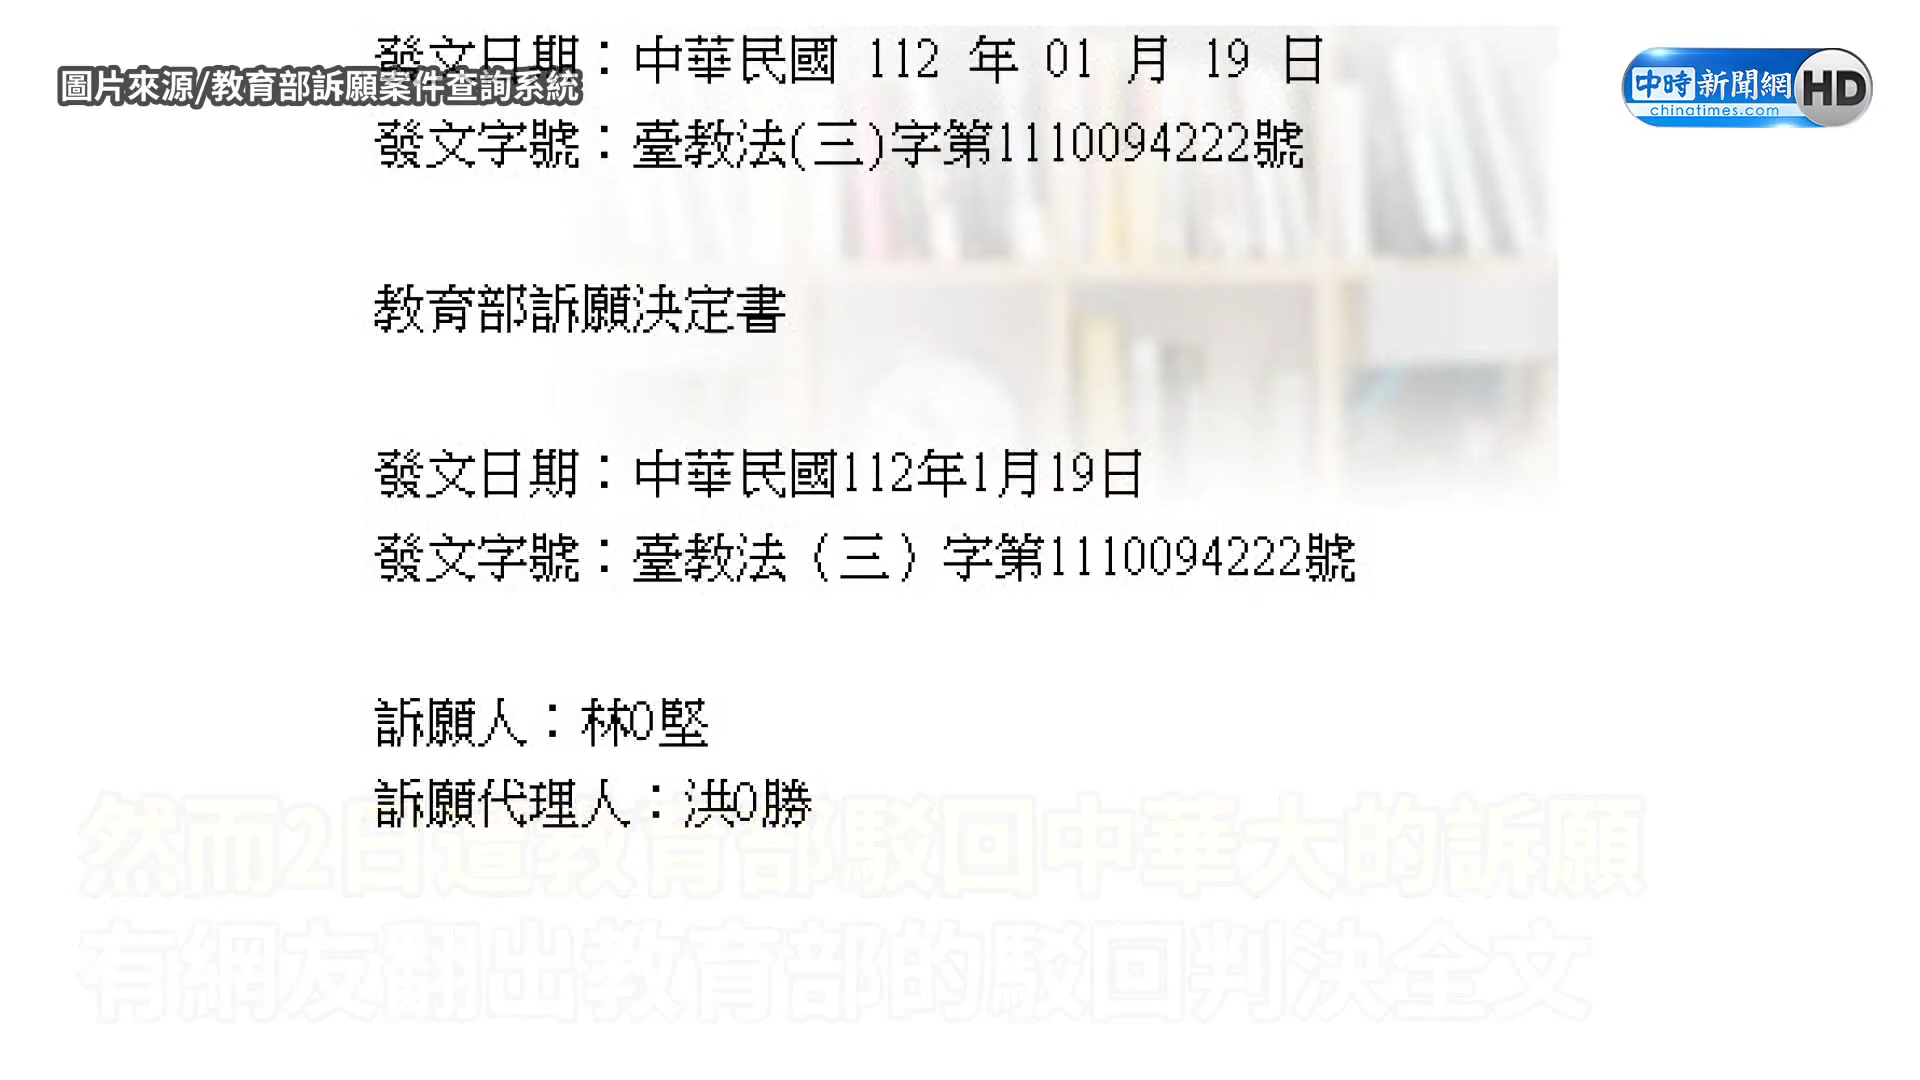 發文日期：中華民國 112 年 01 月 19 日
圖片來源/教育部訴願案件查詢系統
中時新聞網 HD
chinatimes.com
發文字號：臺教法(三)字第1110094222號
教育部訴願決定書
發文日期：中華民國112年1月19日
發文字號：臺教法（三）字第1110094222號
訴願人：林0堅
訴願代理人：洪0勝
然而2日遭教育部駁回中華大的訴願
有網友翻出教育部的駁回判決全文